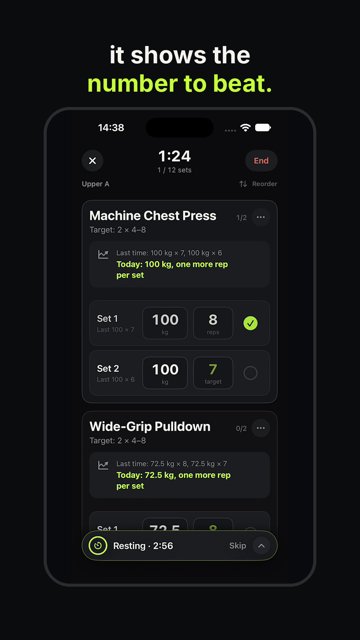 it shows the
number to beat.
14:38
1:24
End
1 / 12 sets
Upper A
Reorder
Machine Chest Press
1/2
Target: 2 × 4–8
Last time: 100 kg × 7, 100 kg × 6
Today: 100 kg, one more rep
per set
Set 1
Last 100 × 7
100
kg
8
reps
Set 2
Last 100 × 6
100
kg
7
target
Wide-Grip Pulldown
0/2
Target: 2 × 4–8
Last time: 72.5 kg × 8, 72.5 kg × 7
Today: 72.5 kg, one more rep
per set
Set 1
72.5
8
Resting · 2:56
Skip